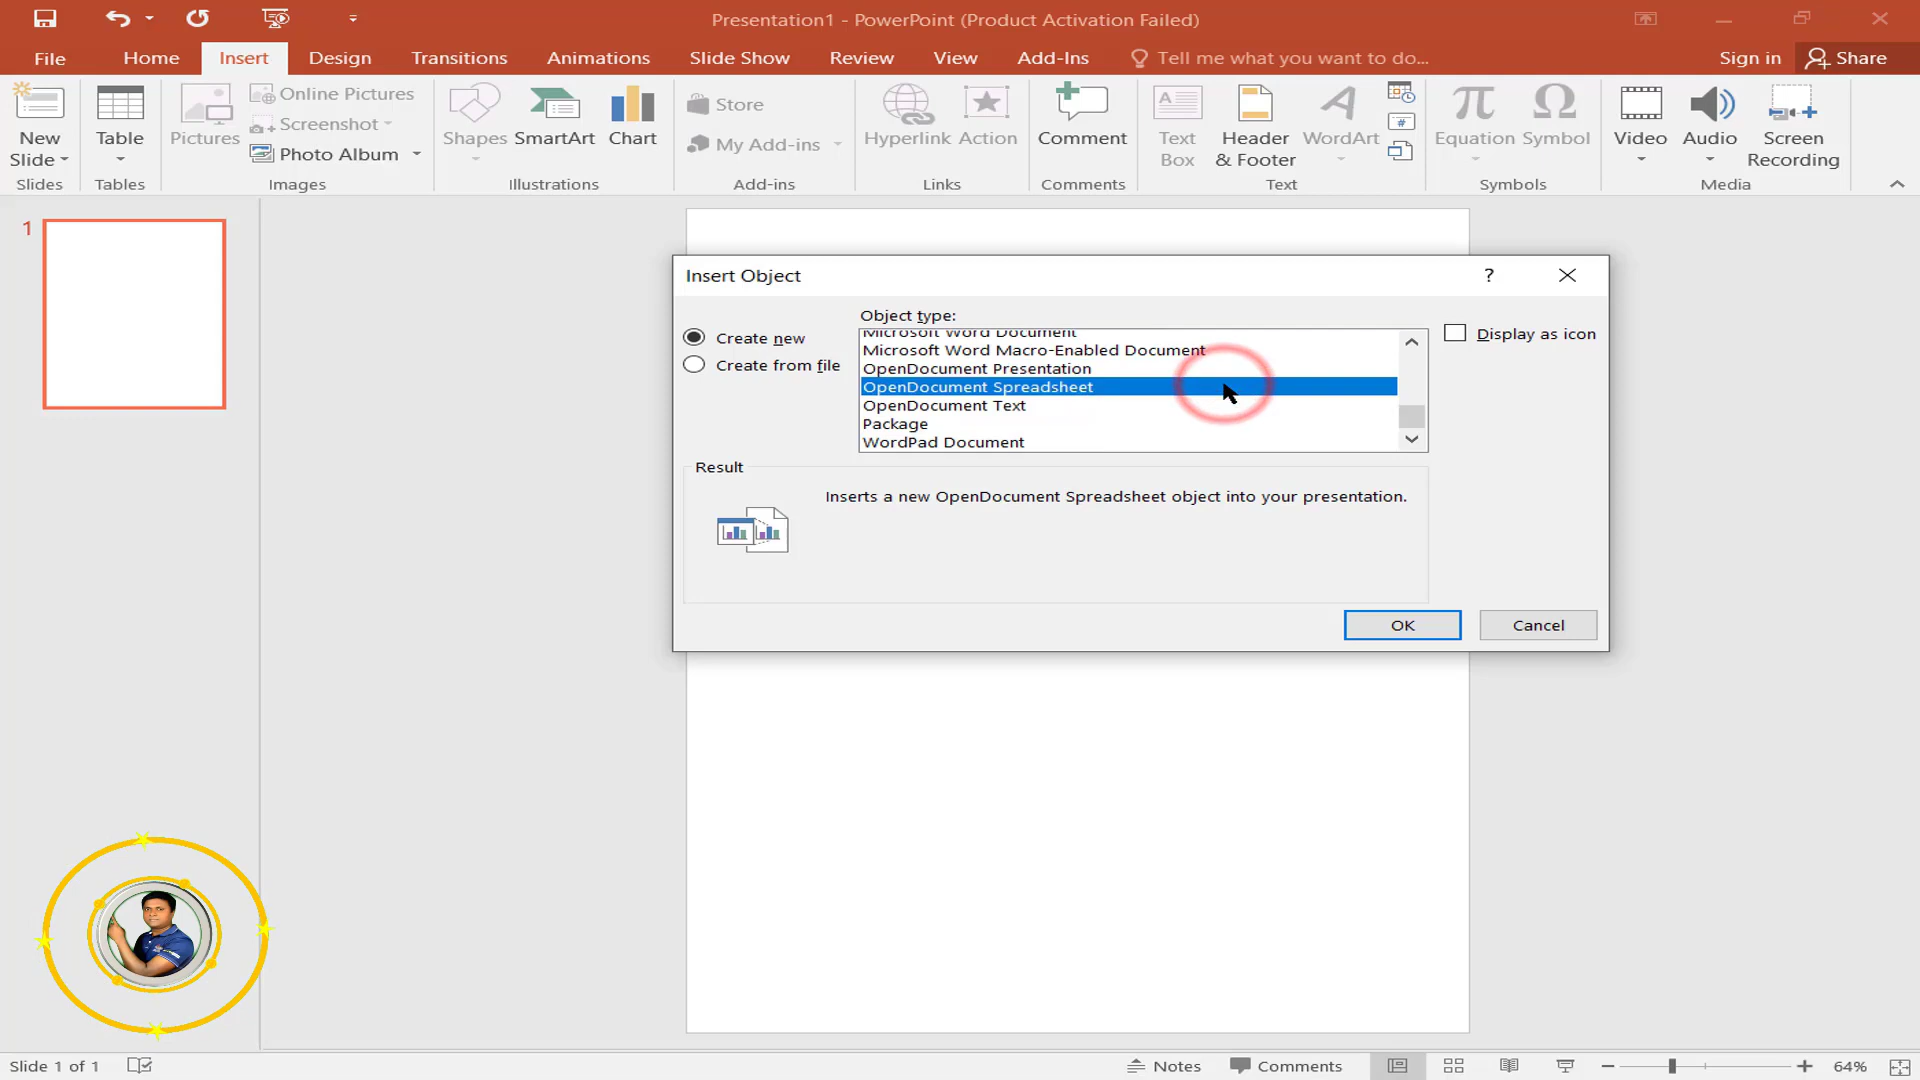 Presentation1 - PowerPoint (Product Activation Failed)
File Home Insert Design Transitions Animations Slide Show Review View Add-Ins Tell me what you want to do... Sign in Share
New Slide
Table
Pictures
Online Pictures
Screenshot
Photo Album
Shapes SmartArt Chart
Store
My Add-ins
Hyperlink Action
Comment
Text Box
Header & Footer
WordArt
#
π Ω
Equation Symbol
Video Audio Screen Recording
Slides Tables Images Illustrations Add-ins Links Comments Text Symbols Media
1
Insert Object ?
Create new
Create from file
Object type:
Microsoft Word Document
Microsoft Word Macro-Enabled Document
OpenDocument Presentation
OpenDocument Spreadsheet
OpenDocument Text
Package
WordPad Document
Display as icon
Result
Inserts a new OpenDocument Spreadsheet object into your presentation.
OK Cancel
Slide 1 of 1 Notes Comments 64%